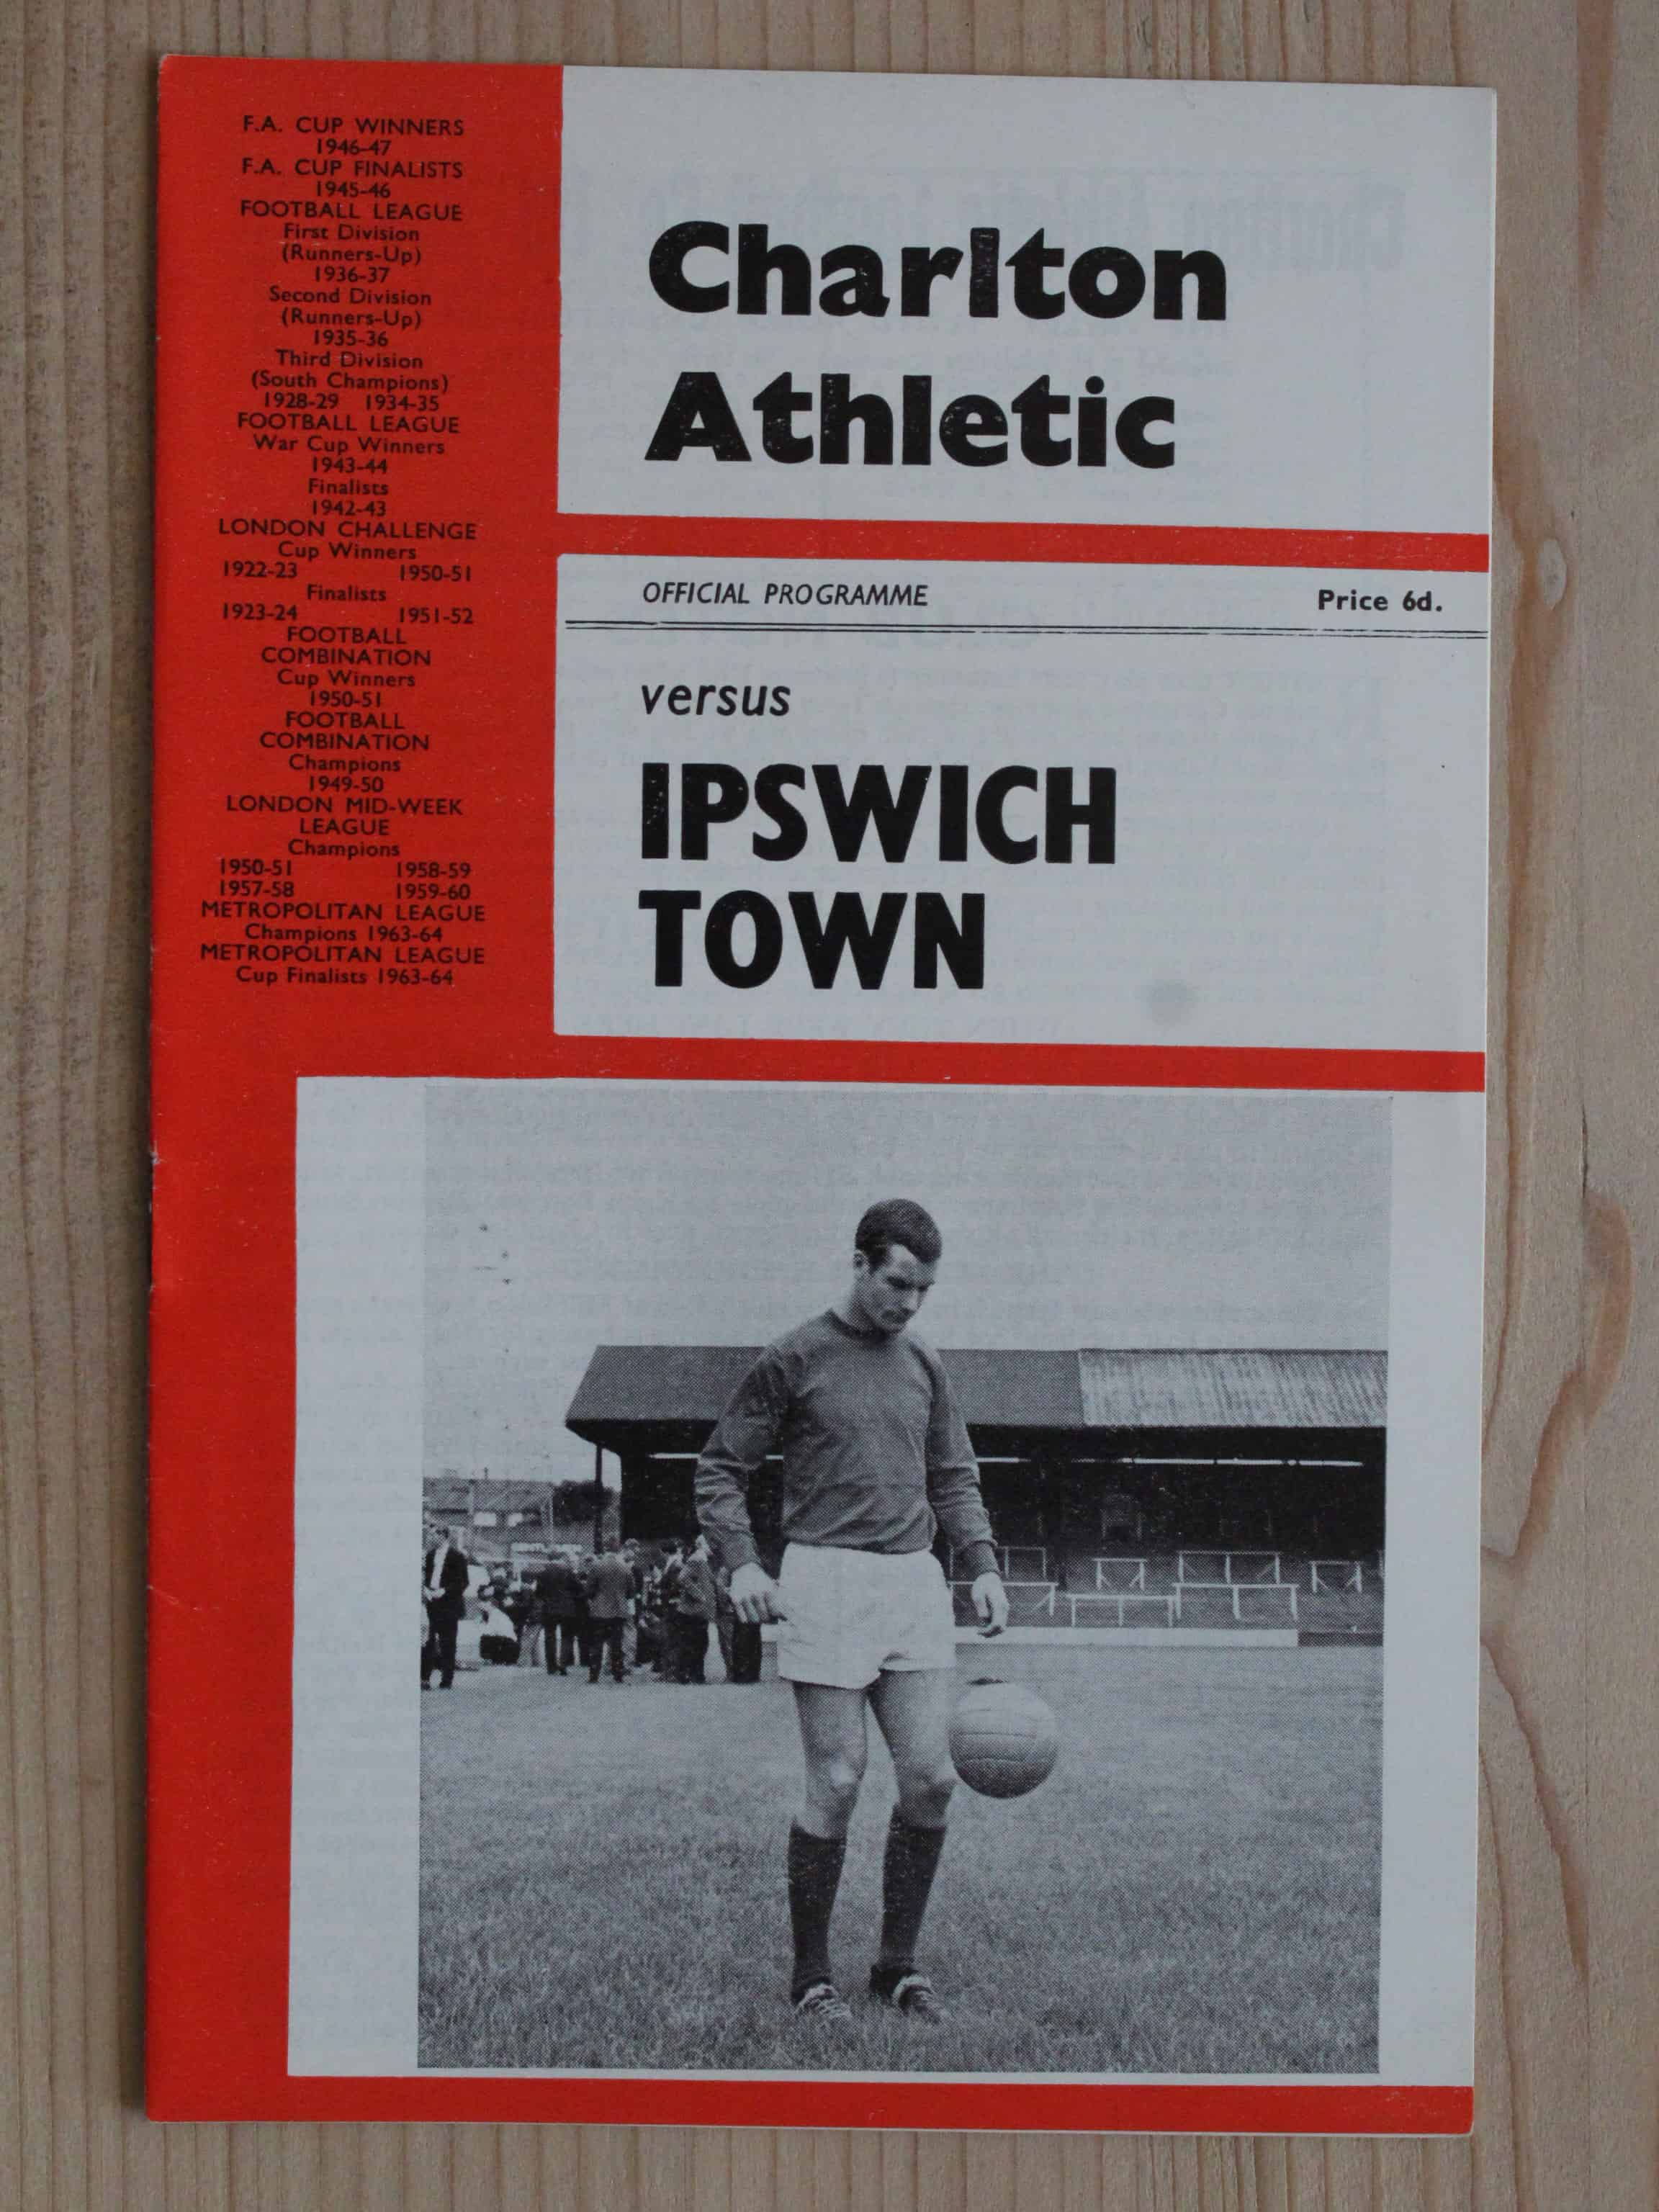 F.A. CUP WINNERS
1946-47
F.A. CUP FINALISTS
1945-46
FOOTBALL LEAGUE
First Division
(Runners-Up)
1936-37
Second Division
(Runners-Up)
1935-36
Third Division
(South Champions)
1928-29 1934-35
FOOTBALL LEAGUE
War Cup Winners
1943-44
Finalists
1942-43
LONDON CHALLENGE
Cup Winners
1922-23 1950-51
Finalists
1923-24 1951-52
FOOTBALL
COMBINATION
Cup Winners
1950-51
FOOTBALL
COMBINATION
Champions
1949-50
LONDON MID-WEEK
LEAGUE
Champions
1950-51 1958-59
1957-58 1959-60
METROPOLITAN LEAGUE
Champions 1963-64
METROPOLITAN LEAGUE
Cup Finalists 1963-64
Charlton
Athletic
OFFICIAL PROGRAMME Price 6d.
versus
IPSWICH
TOWN